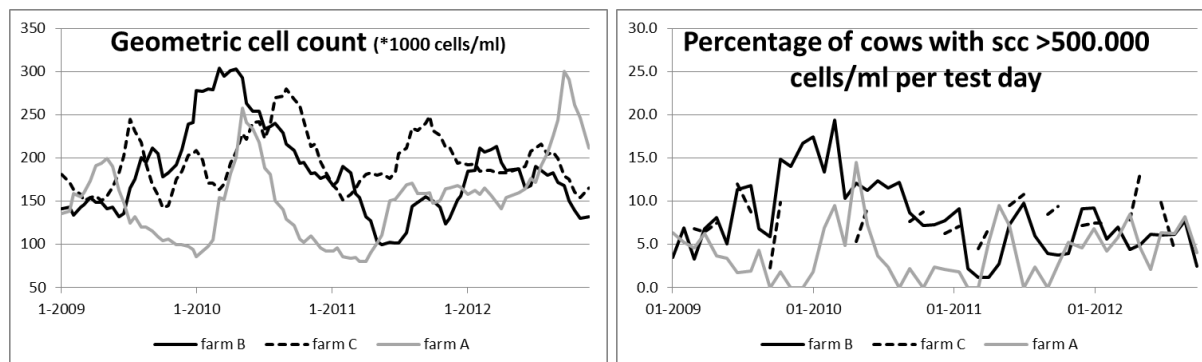 Geometric cell count (*1000 cells/ml)
350
300
250
200
150
100
50
1-2009
1-2010
1-2011
1-2012
farm B
farm C
farm A
Percentage of cows with scc >500.000
cells/ml per test day
25.0
20.0
15.0
10.0
5.0
0.0
01-2009
01-2010
01-2011
01-2012
farm B
farm C
farm A